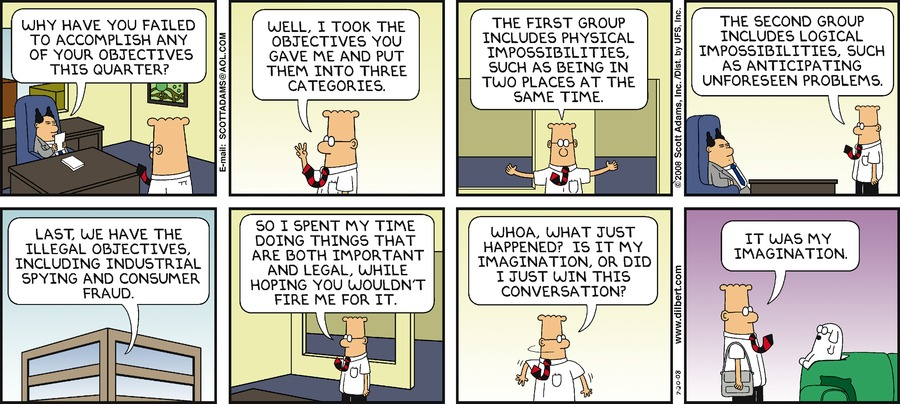 WHY HAVE YOU FAILED
TO ACCOMPLISH ANY
OF YOUR OBJECTIVES
THIS QUARTER?
E-mail: SCOTTADAMS@AOL.COM
WELL, I TOOK THE
OBJECTIVES YOU
GAVE ME AND PUT
THEM INTO THREE
CATEGORIES.
THE FIRST GROUP
INCLUDES PHYSICAL
IMPOSSIBILITIES,
SUCH AS BEING IN
TWO PLACES AT THE
SAME TIME.
©2008 Scott Adams, Inc. /Dist. by UFS, Inc.
THE SECOND GROUP
INCLUDES LOGICAL
IMPOSSIBILITIES, SUCH
AS ANTICIPATING
UNFORESEEN PROBLEMS.
LAST, WE HAVE THE
ILLEGAL OBJECTIVES,
INCLUDING INDUSTRIAL
SPYING AND CONSUMER
FRAUD.
SO I SPENT MY TIME
DOING THINGS THAT
ARE BOTH IMPORTANT
AND LEGAL, WHILE
HOPING YOU WOULDN'T
FIRE ME FOR IT.
WHOA, WHAT JUST
HAPPENED? IS IT MY
IMAGINATION, OR DID
I JUST WIN THIS
CONVERSATION?
7-20-08
www.dilbert.com
IT WAS MY
IMAGINATION.